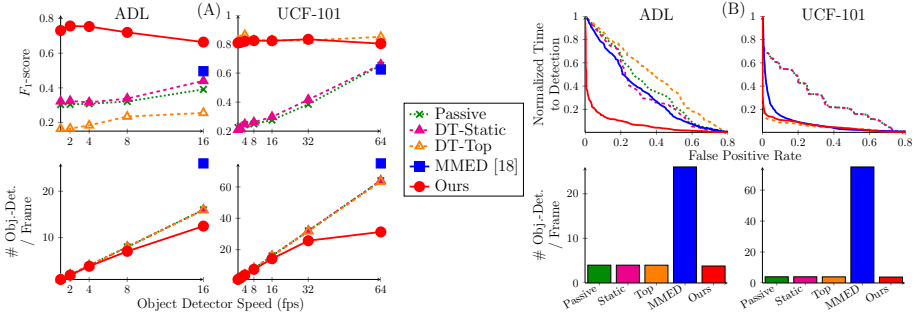 ADL (A) UCF-101
F₁-score
0.8
0.6
0.4
0.2
2 4 8 16
1
0.8
0.6
0.4
0.2
4 8 16 32 64
# Obj.-Det. / Frame
20
10
2 4 8 16
60
40
20
4 8 16 32 64
Object Detector Speed (fps)
Passive
DT-Static
DT-Top
MMED [18]
Ours
ADL (B) UCF-101
Normalized Time
to Detection
1
0.8
0.6
0.4
0.2
0 0.2 0.4 0.6 0.8
1
0.8
0.6
0.4
0.2
0 0.2 0.4 0.6 0.8
False Positive Rate
# Obj.-Det.
/ Frame
20
10
0
Passive Static Top MMED Ours
60
40
20
0
Passive Static Top MMED Ours